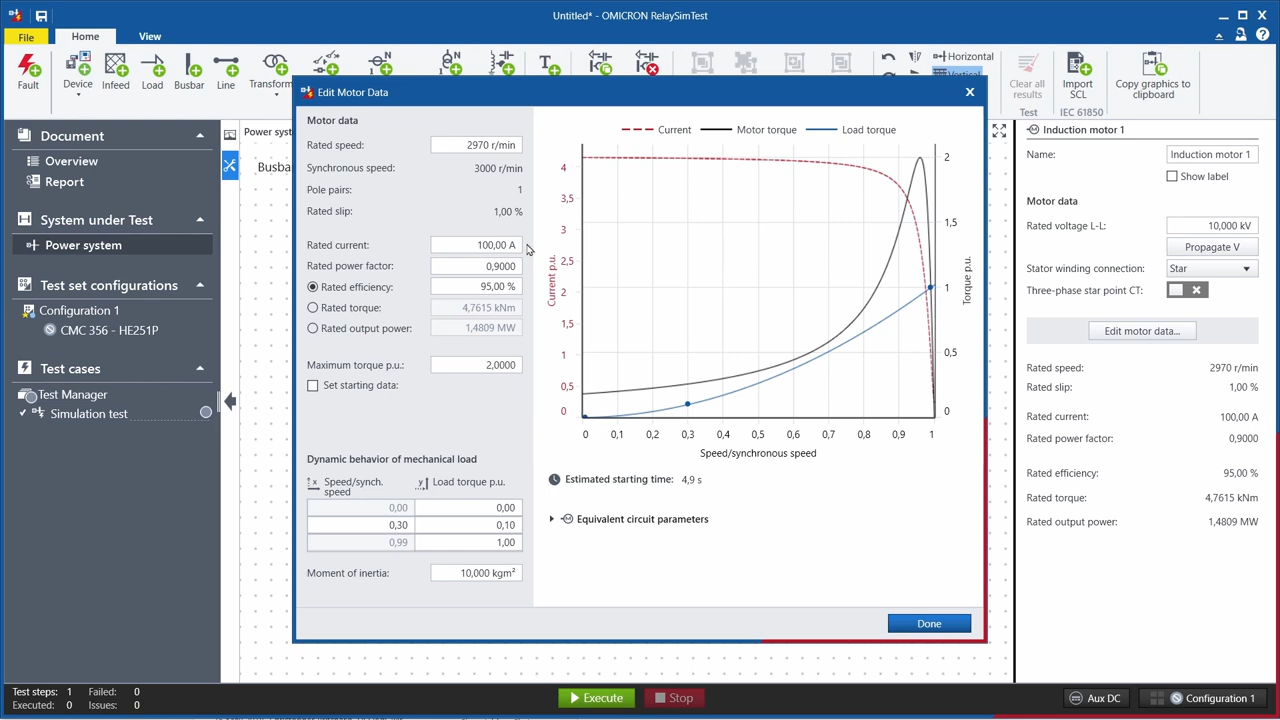 Untitled* - OMICRON RelaySimTest
File
Home
View
Fault
Device
Infeed
Load
Busbar
Line
Transform
Horizontal
Vertical
Clear all
results
Test
Import
SCL
IEC 61850
Copy graphics to
clipboard
Document
Overview
Report
System under Test
Power system
Test set configurations
Configuration 1
CMC 356 - HE251P
Test cases
Test Manager
Simulation test
Power syst
Busba
Edit Motor Data
Motor data
Rated speed: 2970 r/min
Synchronous speed: 3000 r/min
Pole pairs: 1
Rated slip: 1,00 %
Rated current: 100,00 A
Rated power factor: 0,9000
Rated efficiency: 95,00 %
Rated torque: 4,7615 kNm
Rated output power: 1,4809 MW
Maximum torque p.u.: 2,0000
Set starting data:
Dynamic behavior of mechanical load
x Speed/synch. speed
y Load torque p.u.
0,00 0,00
0,30 0,10
0,99 1,00
Moment of inertia: 10,000 kgm²
Current Motor torque Load torque
Current p.u.
4
3,5
3
2,5
2
1,5
1
0,5
0
Torque p.u.
2
1,5
1
0,5
0
0 0,1 0,2 0,3 0,4 0,5 0,6 0,7 0,8 0,9 1
Speed/synchronous speed
Estimated starting time: 4,9 s
Equivalent circuit parameters
Done
Induction motor 1
Name: Induction motor 1
Show label
Motor data
Rated voltage L-L: 10,000 kV
Propagate V
Stator winding connection: Star
Three-phase star point CT:
Edit motor data...
Rated speed: 2970 r/min
Rated slip: 1,00 %
Rated current: 100,00 A
Rated power factor: 0,9000
Rated efficiency: 95,00 %
Rated torque: 4,7615 kNm
Rated output power: 1,4809 MW
Test steps: 1 Failed: 0
Executed: 0 Issues: 0
Execute
Stop
Aux DC
Configuration 1